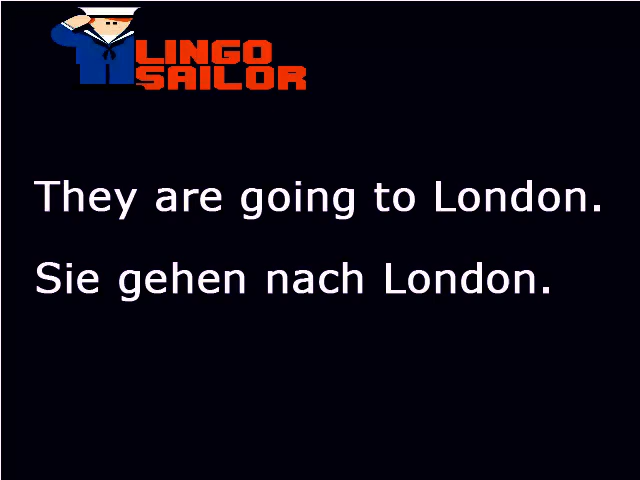 LINGO
SAILOR
They are going to London.
Sie gehen nach London.